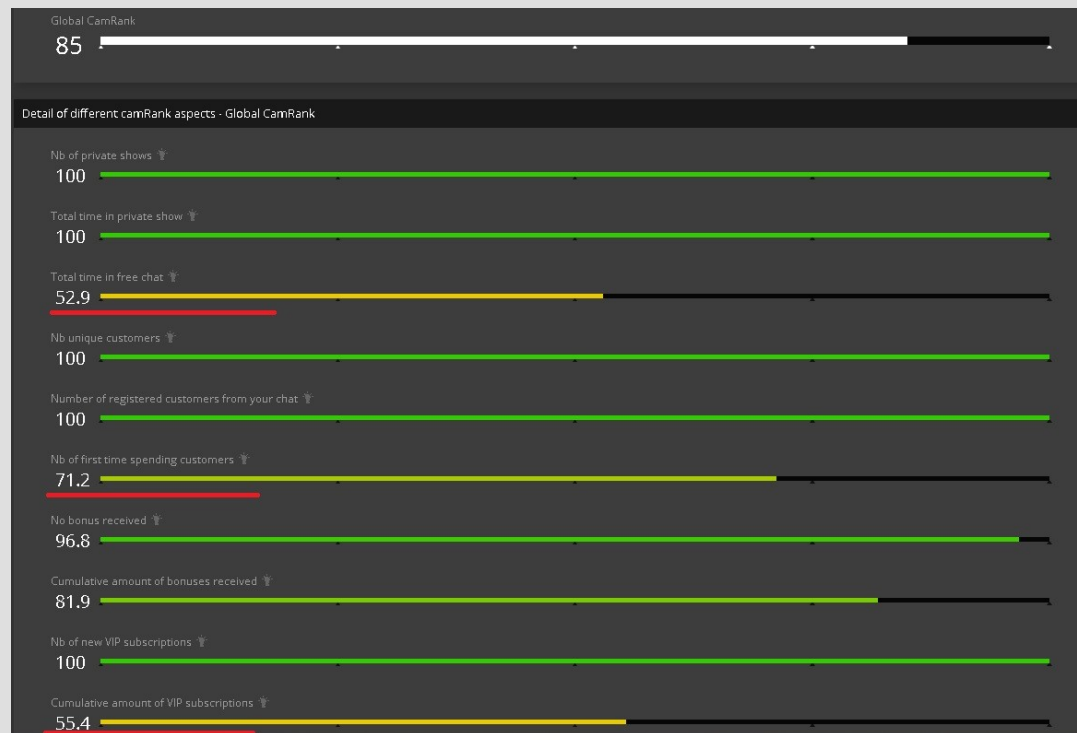 Global CamRank
85
Detail of different camRank aspects - Global CamRank
Nb of private shows
100
Total time in private show
100
Total time in free chat
52.9
Nb unique customers
100
Number of registered customers from your chat
100
Nb of first time spending customers
71.2
No bonus received
96.8
Cumulative amount of bonuses received
81.9
Nb of new VIP subscriptions
100
Cumulative amount of VIP subscriptions
55.4